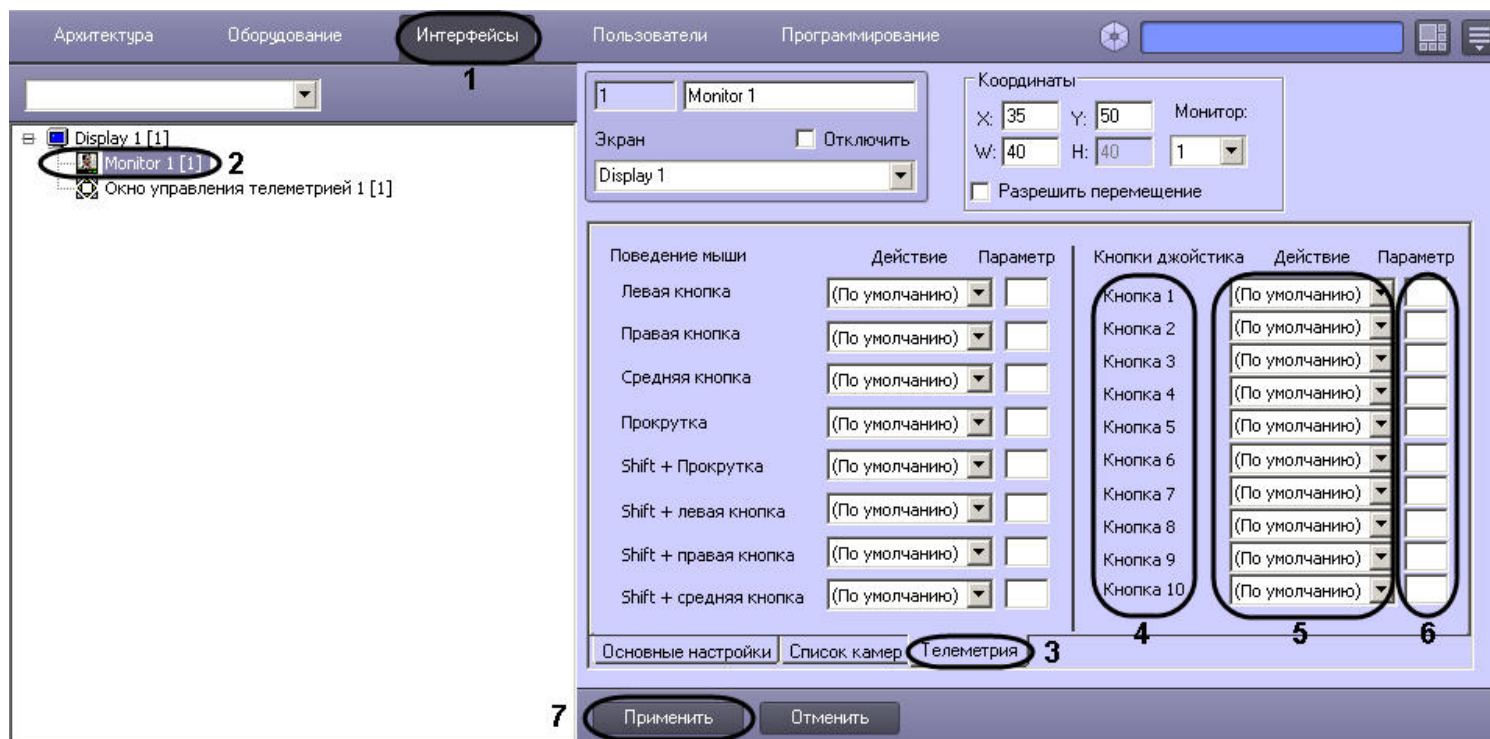 Архитектура Оборудование Интерфейсы Пользователи Программирование
1
1 Monitor 1
Экран Отключить
Display 1
Координаты
X: 35 Y: 50 Монитор:
W: 40 H: 40 1
Разрешить перемещение
Display 1 [1]
Monitor 1 [1] 2
Окно управления телеметрией 1 [1]
Поведение мыши Действие Параметр
Левая кнопка (По умолчанию)
Правая кнопка (По умолчанию)
Средняя кнопка (По умолчанию)
Прокрутка (По умолчанию)
Shift + Прокрутка (По умолчанию)
Shift + левая кнопка (По умолчанию)
Shift + правая кнопка (По умолчанию)
Shift + средняя кнопка (По умолчанию)
Кнопки джойстика Действие Параметр
Кнопка 1 (По умолчанию)
Кнопка 2 (По умолчанию)
Кнопка 3 (По умолчанию)
Кнопка 4 (По умолчанию)
Кнопка 5 (По умолчанию)
Кнопка 6 (По умолчанию)
Кнопка 7 (По умолчанию)
Кнопка 8 (По умолчанию)
Кнопка 9 (По умолчанию)
Кнопка 10 (По умолчанию)
4 5 6
Основные настройки Список камер Телеметрия 3
7 Применить Отменить